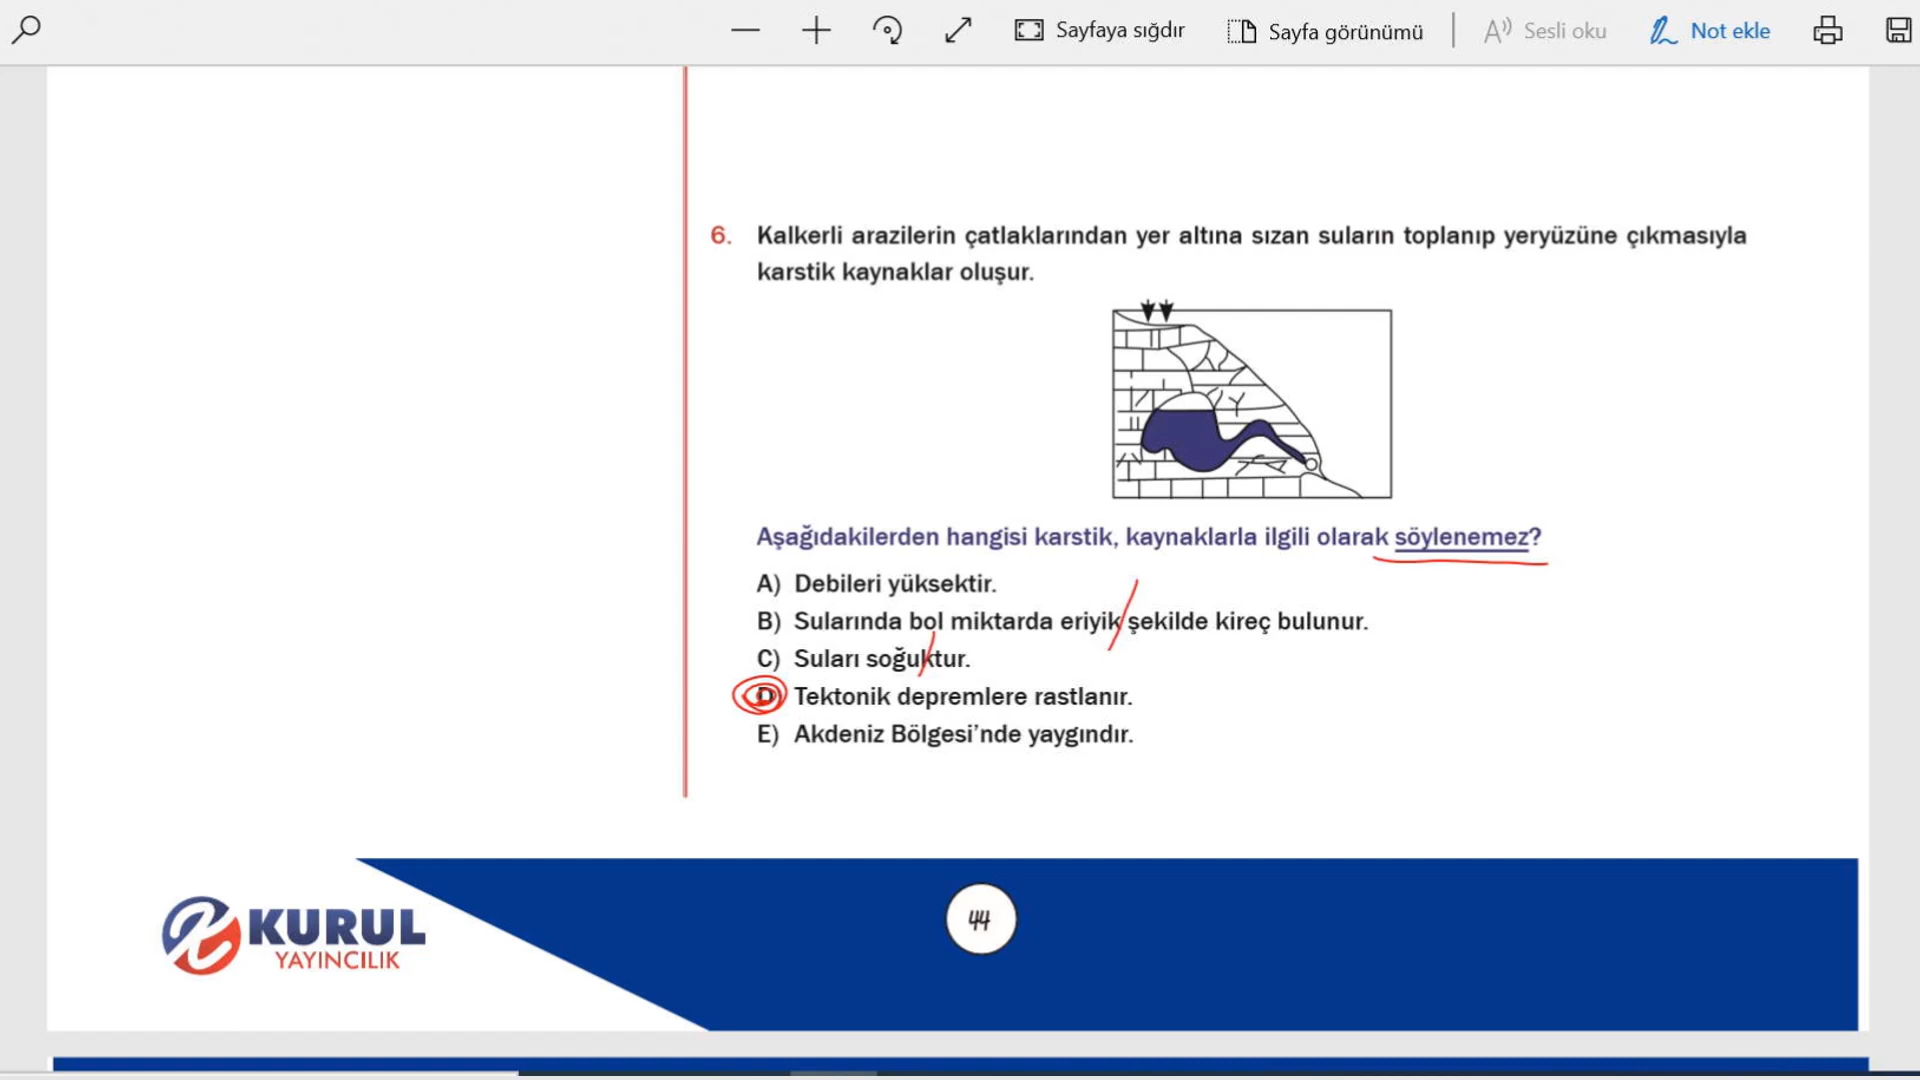 Sayfaya sığdır
Sayfa görünümü
Sesli oku
Not ekle
6. Kalkerli arazilerin çatlaklarından yer altına sızan suların toplanıp yeryüzüne çıkmasıyla
karstik kaynaklar oluşur.
Aşağıdakilerden hangisi karstik, kaynaklarla ilgili olarak söylenemez?
A) Debileri yüksektir.
B) Sularında bol miktarda eriyik şekilde kireç bulunur.
C) Suları soğuktur.
D) Tektonik depremlere rastlanır.
E) Akdeniz Bölgesi'nde yaygındır.
44
KURUL
YAYINCILIK